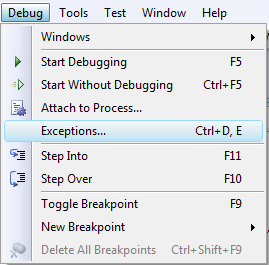 Debug Tools Test Window Help
Windows
Start Debugging F5
Start Without Debugging Ctrl+F5
Attach to Process...
Exceptions... Ctrl+D, E
Step Into F11
Step Over F10
Toggle Breakpoint F9
New Breakpoint
Delete All Breakpoints Ctrl+Shift+F9